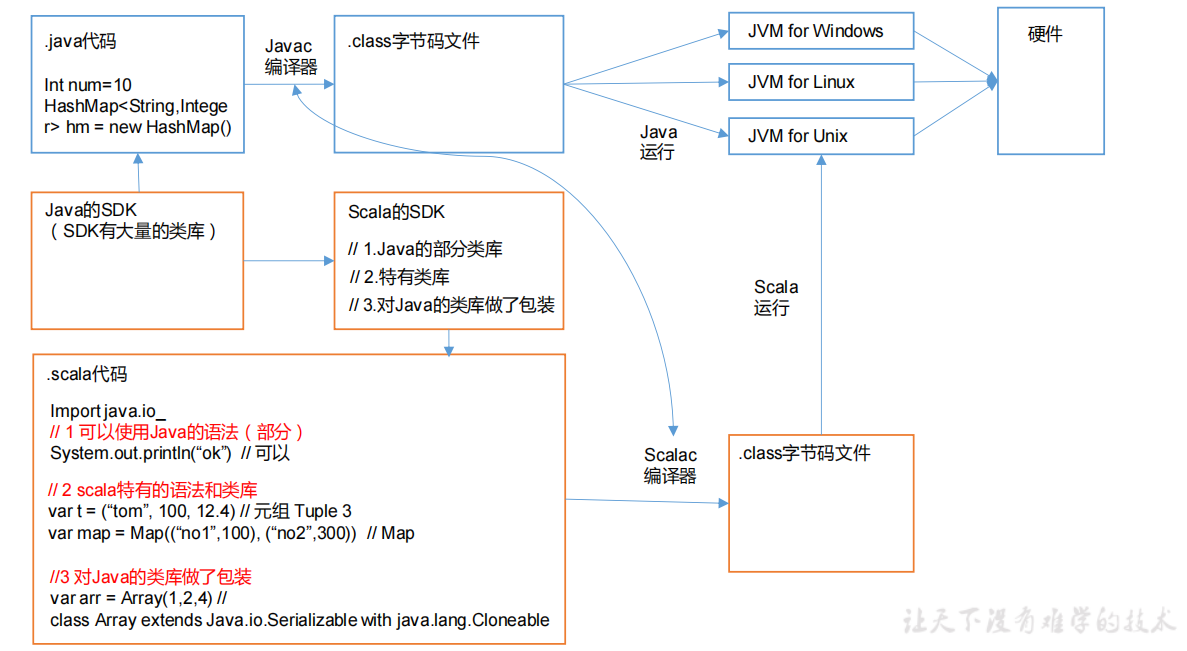 .java代码
Int num=10
HashMap<String,Intege
r> hm = new HashMap()
Javac
编译器
.class字节码文件
JVM for Windows
JVM for Linux
JVM for Unix
硬件
Java
运行
Java的SDK
（SDK有大量的类库）
Scala的SDK
// 1.Java的部分类库
// 2.特有类库
// 3.对Java的类库做了包装
Scala
运行
.scala代码
Import java.io_
// 1 可以使用Java的语法（部分）
System.out.println(“ok”) // 可以
// 2 scala特有的语法和类库
var t = (“tom”, 100, 12.4) // 元组 Tuple 3
var map = Map((“no1”,100), (“no2”,300)) // Map
//3 对Java的类库做了包装
var arr = Array(1,2,4) //
class Array extends Java.io.Serializable with java.lang.Cloneable
Scalac
编译器
.class字节码文件
让天下没有难学的技术